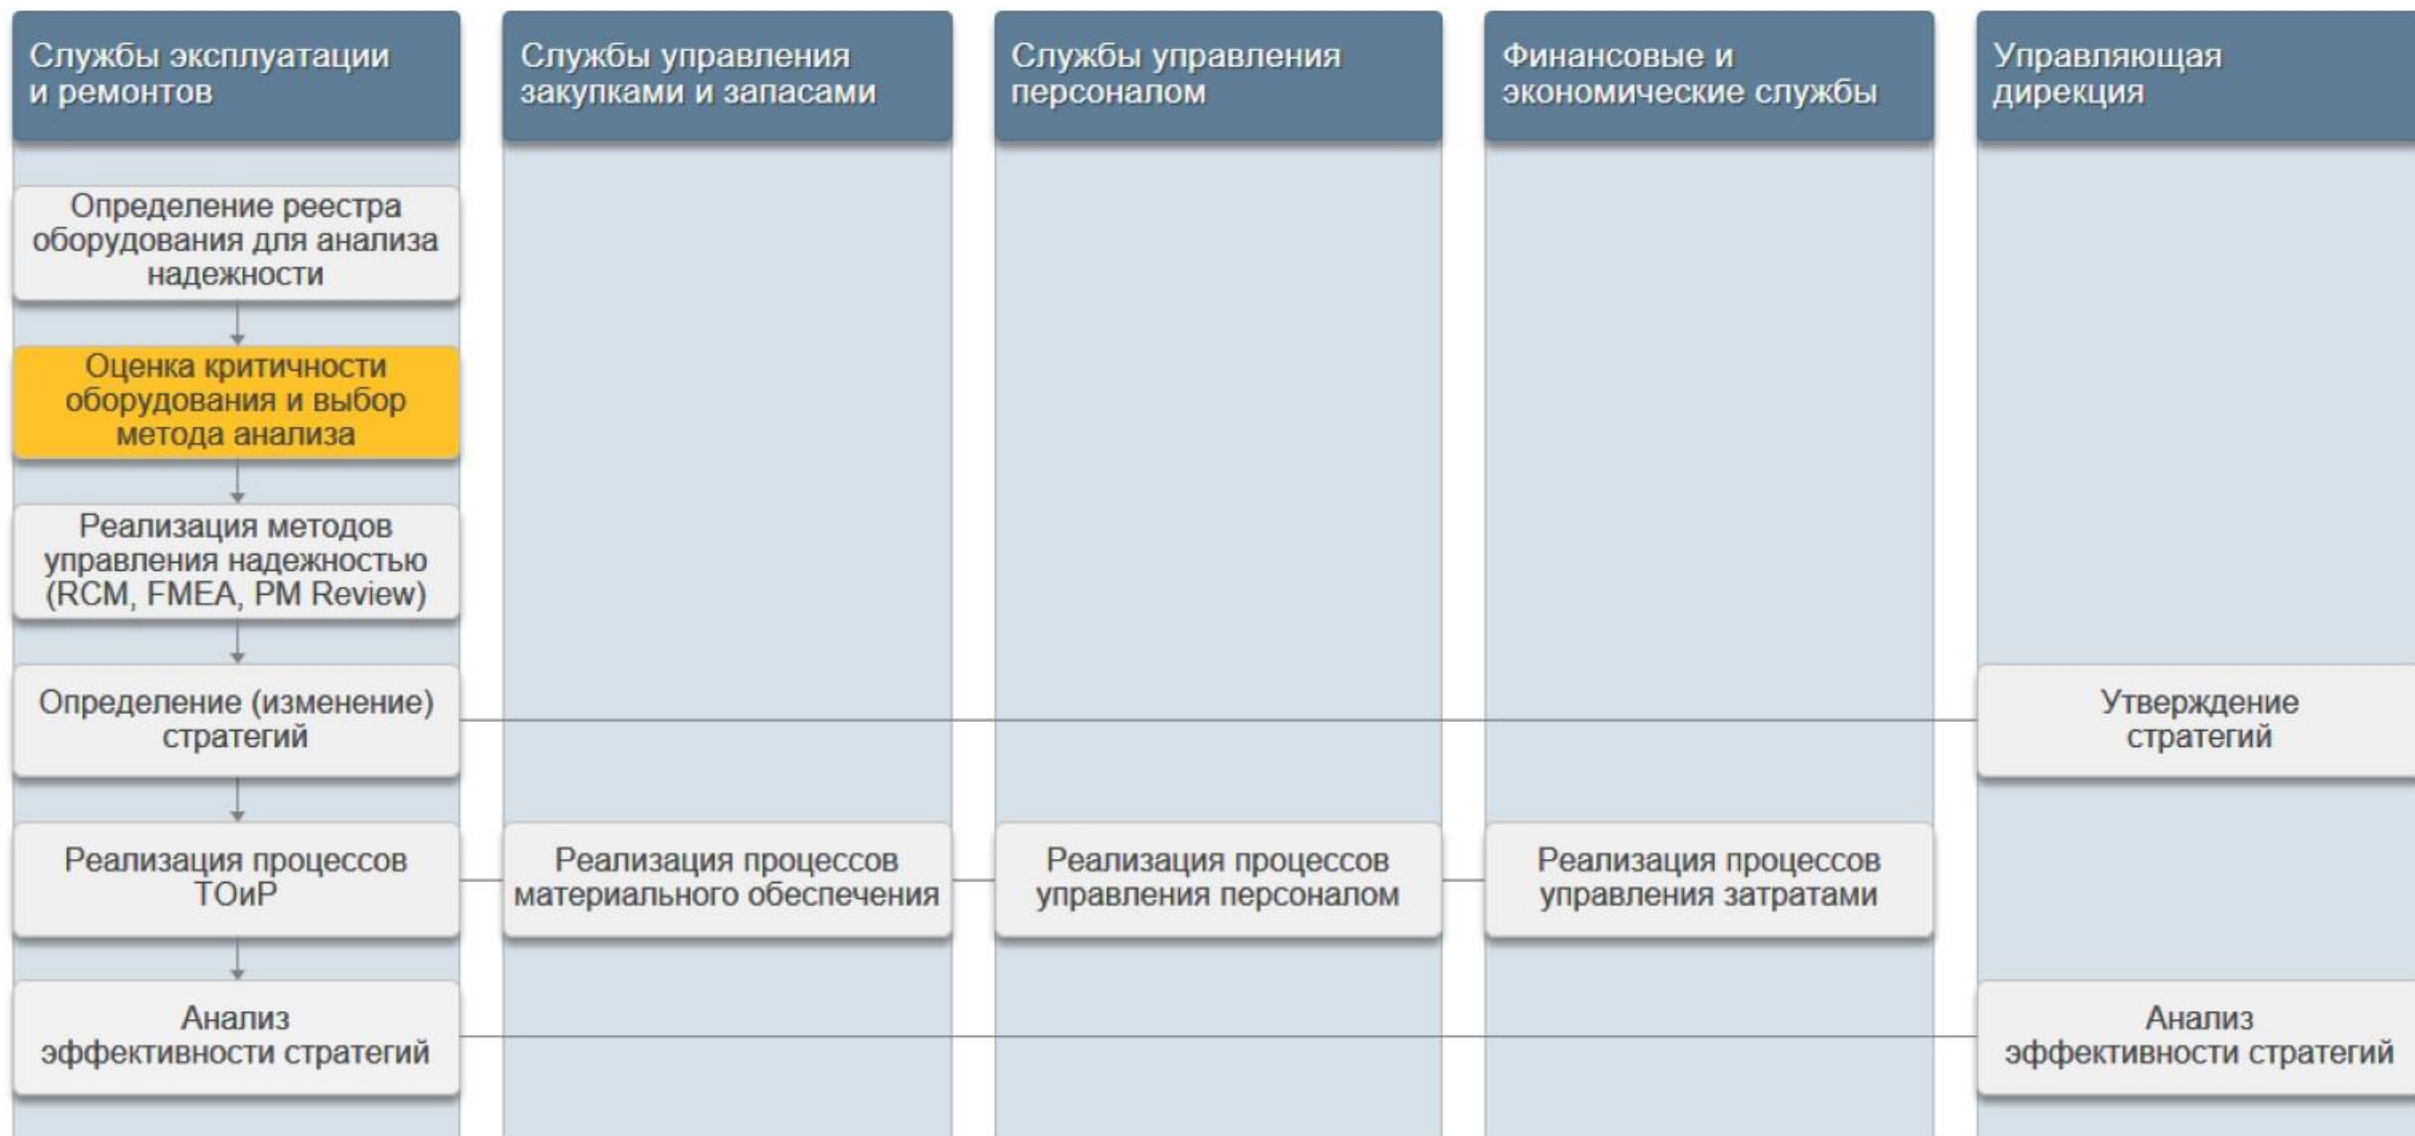 Службы эксплуатации
и ремонтов
Службы управления
закупками и запасами
Службы управления
персоналом
Финансовые и
экономические службы
Управляющая
дирекция
Определение реестра
оборудования для анализа
надежности
Оценка критичности
оборудования и выбор
метода анализа
Реализация методов
управления надежностью
(RCM, FMEA, PM Review)
Определение (изменение)
стратегий
Утверждение
стратегий
Реализация процессов
ТОиР
Реализация процессов
материального обеспечения
Реализация процессов
управления персоналом
Реализация процессов
управления затратами
Анализ
эффективности стратегий
Анализ
эффективности стратегий